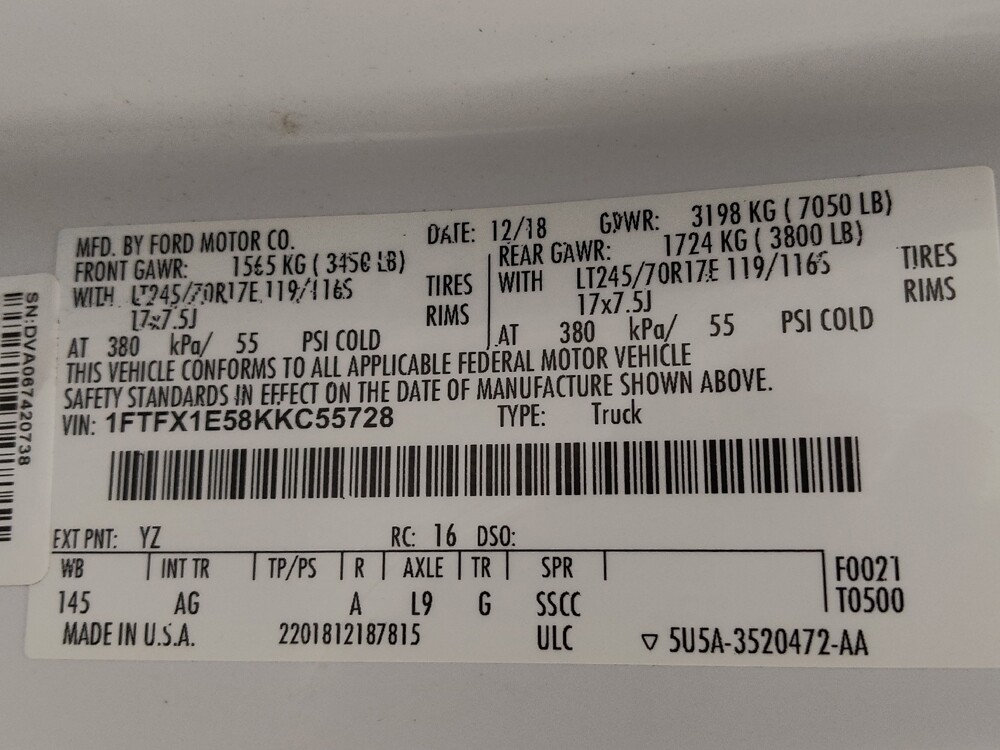 MFD. BY FORD MOTOR CO. DATE: 12/18 GVWR: 3198 KG ( 7050 LB)
FRONT GAWR: 1565 KG ( 3450 LB) REAR GAWR: 1724 KG ( 3800 LB)
WITH LT245/70R17E 119/116S TIRES WITH LT245/70R17E 119/116S TIRES
17x7.5J RIMS 17x7.5J RIMS
AT 380 kPa/ 55 PSI COLD AT 380 kPa/ 55 PSI COLD
THIS VEHICLE CONFORMS TO ALL APPLICABLE FEDERAL MOTOR VEHICLE
SAFETY STANDARDS IN EFFECT ON THE DATE OF MANUFACTURE SHOWN ABOVE.
VIN: 1FTFX1E58KKC55728 TYPE: Truck
EXT PNT: YZ RC: 16 DSO:
WB INT TR TP/PS R AXLE TR SPR F0021
145 AG A L9 G SSCC T0500
MADE IN U.S.A. 2201812187815 ULC ▽ 5U5A-3520472-AA
SN:DVA067420738